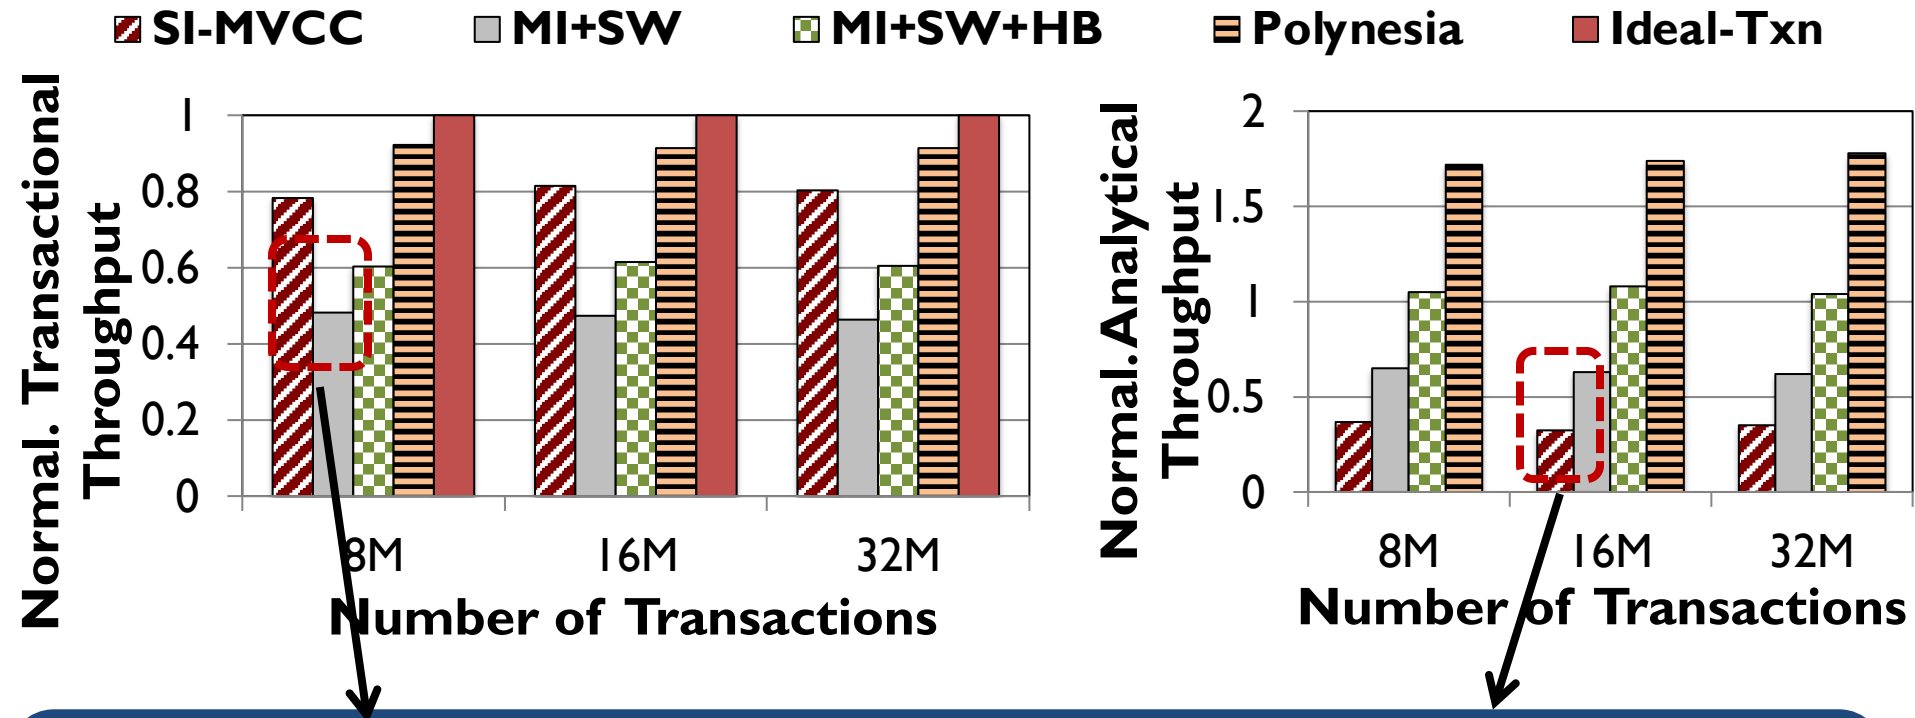 SI-MVCC MI+SW MI+SW+HB Polynesia Ideal-Txn
Normal. Transactional
Throughput
1
0.8
0.6
0.4
0.2
0
8M 16M 32M
Number of Transactions
Normal. Analytical
Throughput
2
1.5
1
0.5
0
8M 16M 32M
Number of Transactions